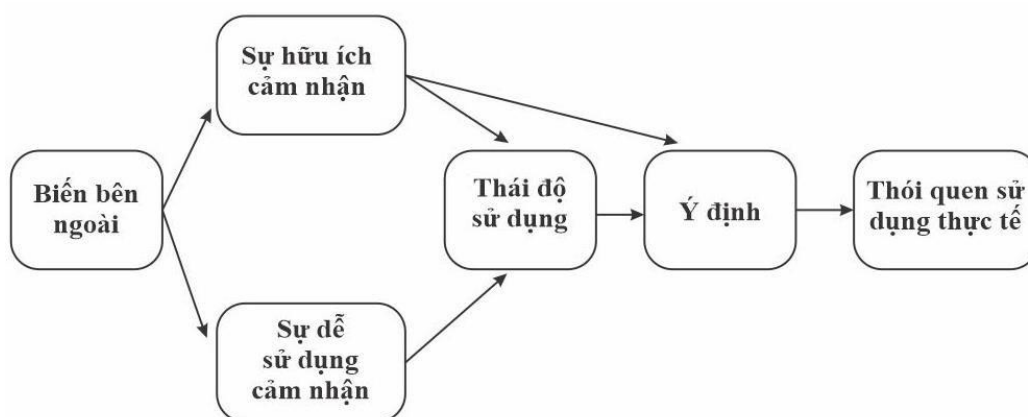 Sự hữu ích
cảm nhận
Biến bên
ngoài
Thái độ
sử dụng
Ý định
Thói quen sử
dụng thực tế
Sự dễ
sử dụng
cảm nhận